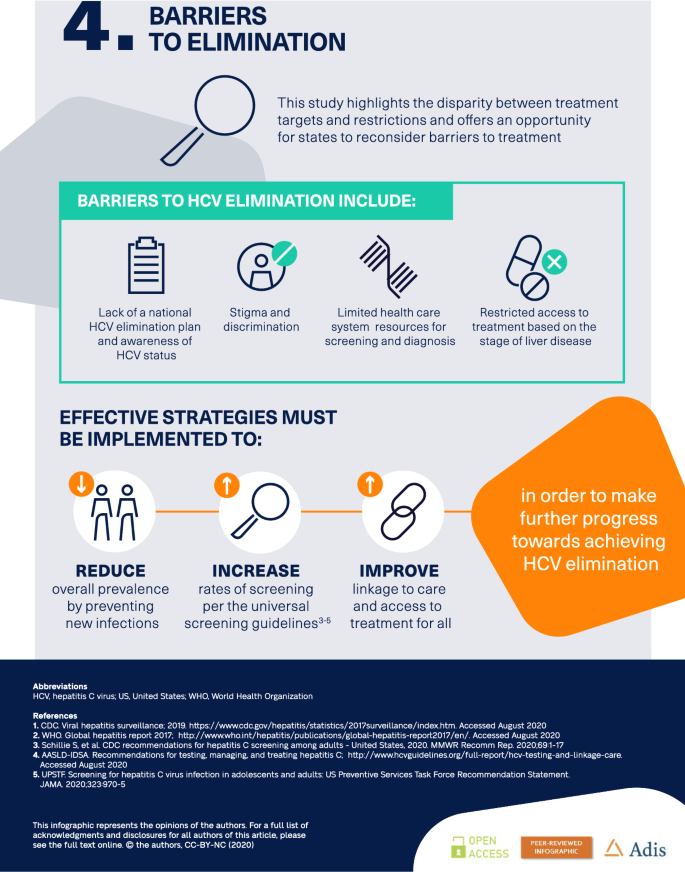 4. BARRIERS
TO ELIMINATION
This study highlights the disparity between treatment
targets and restrictions and offers an opportunity
for states to reconsider barriers to treatment
BARRIERS TO HCV ELIMINATION INCLUDE:
Lack of a national
HCV elimination plan
and awareness of
HCV status
Stigma and
discrimination
Limited health care
system resources for
screening and diagnosis
Restricted access to
treatment based on the
stage of liver disease
EFFECTIVE STRATEGIES MUST
BE IMPLEMENTED TO:
REDUCE
overall prevalence
by preventing
new infections
INCREASE
rates of screening
per the universal
screening guidelines3-5
IMPROVE
linkage to care
and access to
treatment for all
in order to make
further progress
towards achieving
HCV elimination
Abbreviations
HCV, hepatitis C virus; US, United States; WHO, World Health Organization
References
1. CDC. Viral hepatitis surveillance; 2019. https://www.cdc.gov/hepatitis/statistics/2017surveillance/index.htm. Accessed August 2020
2. WHO. Global hepatitis report 2017; http://www.who.int/hepatitis/publications/global-hepatitis-report2017/en/. Accessed August 2020
3. Schillie S, et al. CDC recommendations for hepatitis C screening among adults - United States, 2020. MMWR Recomm Rep. 2020;69:1-17
4. AASLD-IDSA. Recommendations for testing, managing, and treating hepatitis C; http://www.hcvguidelines.org/full-report/hcv-testing-and-linkage-care.
Accessed August 2020
5. UPSTF. Screening for hepatitis C virus infection in adolescents and adults: US Preventive Services Task Force Recommendation Statement.
JAMA. 2020;323:970-5
This infographic represents the opinions of the authors. For a full list of
acknowledgments and disclosures for all authors of this article, please
see the full text online. © the authors, CC-BY-NC (2020)
OPEN
ACCESS
PEER-REVIEWED
INFOGRAPHIC
Adis